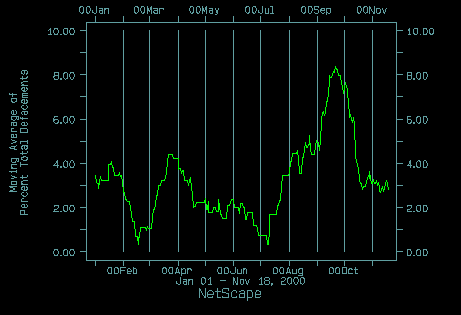 00Jan 00Mar 00May 00Jul 00Sep 00Nov
10.00 10.00
8.00 8.00
6.00 6.00
4.00 4.00
2.00 2.00
0.00 0.00
Moving Average of
Percent Total Defacements
00Feb 00Apr 00Jun 00Aug 00Oct
Jan 01 - Nov 18, 2000
NetScape